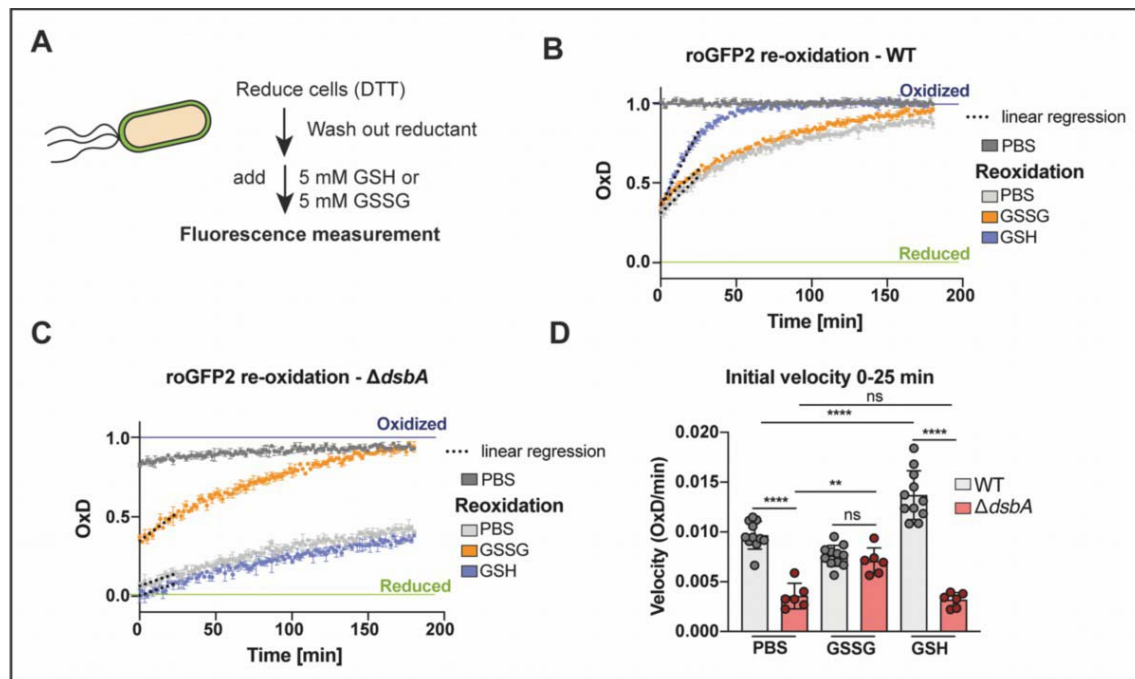 A
Reduce cells (DTT)
Wash out reductant
add
5 mM GSH or
5 mM GSSG
Fluorescence measurement
B
roGFP2 re-oxidation - WT
Oxidized
1.0
0.5
0.0
OxD
Reduced
0
50
100
150
200
Time [min]
linear regression
PBS
Reoxidation
PBS
GSSG
GSH
C
roGFP2 re-oxidation - ΔdsbA
Oxidized
1.0
0.5
0.0
OxD
Reduced
0
50
100
150
200
Time [min]
linear regression
PBS
Reoxidation
PBS
GSSG
GSH
D
Initial velocity 0-25 min
ns
****
****
**
ns
****
0.020
0.015
0.010
0.005
0.000
Velocity (OxD/min)
WT
ΔdsbA
PBS
GSSG
GSH